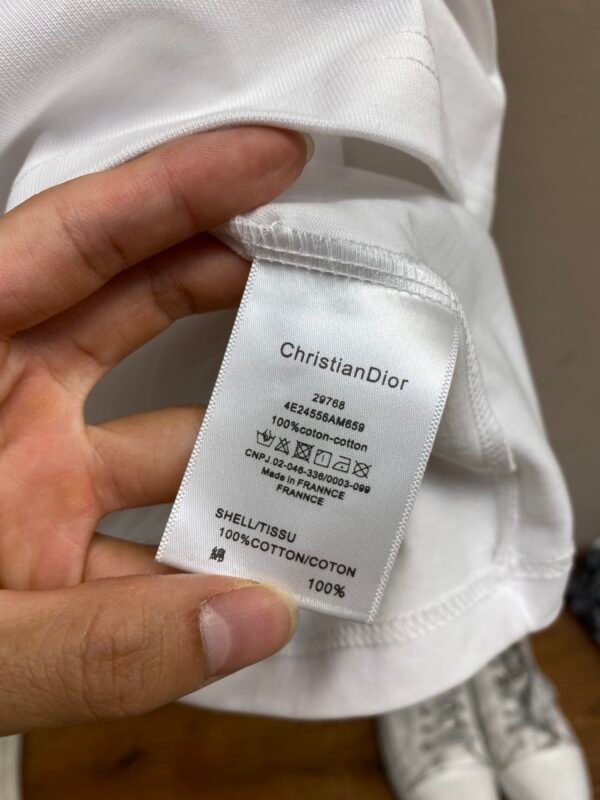 ChristianDior
29768
4E24556AM659
100%coton-cotton
CNPJ.02-046-336/0003-099
Made in FRANNCE
FRANNCE
SHELL/TISSU
100%COTTON/COTON
綿 100%